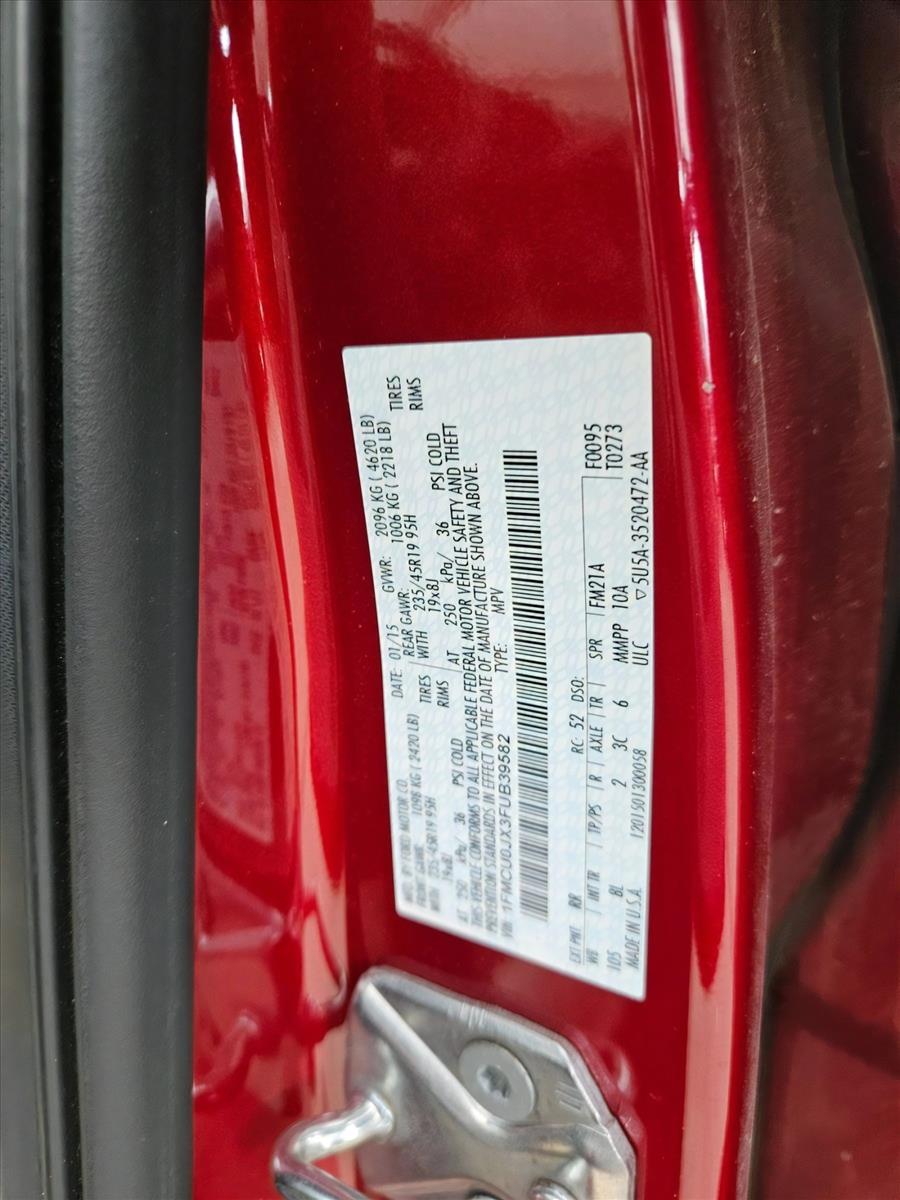 MFD. BY FORD MOTOR CO.
DATE: 01/15 GVWR: 2096 KG ( 4620 LB)
FRONT GAWR: 1098 KG ( 2420 LB) REAR GAWR: 1006 KG ( 2218 LB)
WITH 235/45R19 95H TIRES WITH 235/45R19 95H TIRES
19x8J RIMS 19x8J RIMS
AT 250 kPa/ 36 PSI COLD AT 250 kPa/ 36 PSI COLD
THIS VEHICLE CONFORMS TO ALL APPLICABLE FEDERAL MOTOR VEHICLE SAFETY AND THEFT
PREVENTION STANDARDS IN EFFECT ON THE DATE OF MANUFACTURE SHOWN ABOVE.
VIN: 1FMCU0JX3FUB39582 TYPE: MPV
EXT PNT: RR RC: 52 DSO: F0095
WB INT TR TP/PS R AXLE TR SPR FM21A T0273
105 BL 2 3C 6 MMPP 10A
MADE IN U.S.A. 1201501300058 ULC ▽5U5A-3520472-AA